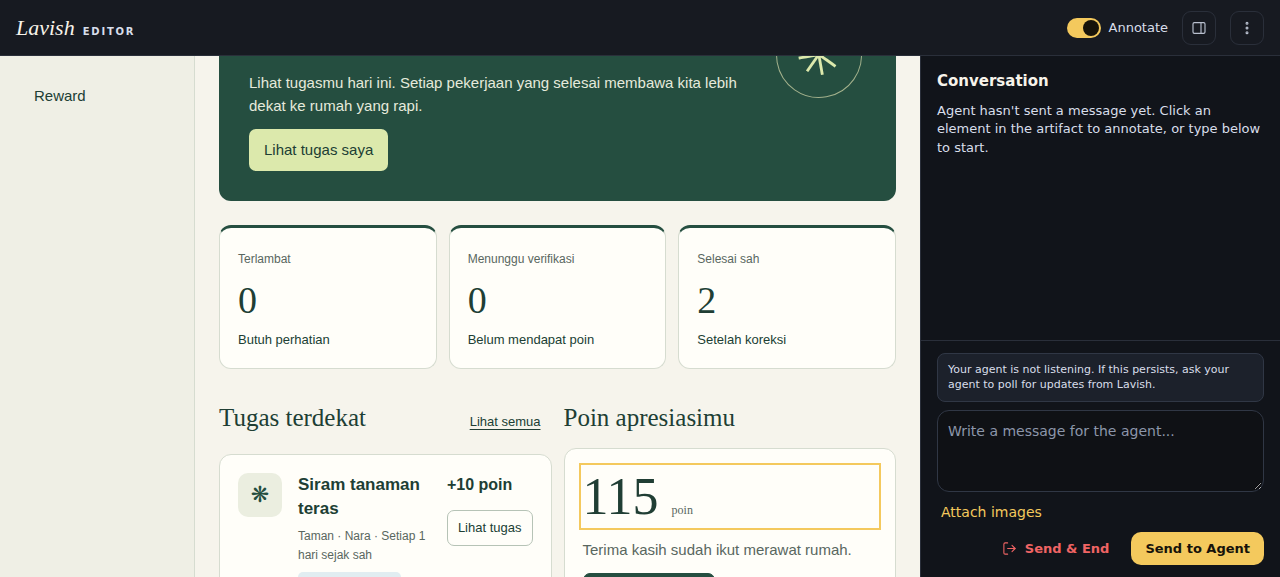 Lavish EDITOR
Annotate
Reward
Lihat tugasmu hari ini. Setiap pekerjaan yang selesai membawa kita lebih
dekat ke rumah yang rapi.
Lihat tugas saya
Terlambat
0
Butuh perhatian
Menunggu verifikasi
0
Belum mendapat poin
Selesai sah
2
Setelah koreksi
Tugas terdekat
Lihat semua
Siram tanaman
teras
Taman · Nara · Setiap 1
hari sejak sah
+10 poin
Lihat tugas
Poin apresiasimu
115 poin
Terima kasih sudah ikut merawat rumah.
Conversation
Agent hasn't sent a message yet. Click an
element in the artifact to annotate, or type below
to start.
Your agent is not listening. If this persists, ask your
agent to poll for updates from Lavish.
Write a message for the agent...
Attach images
Send & End
Send to Agent